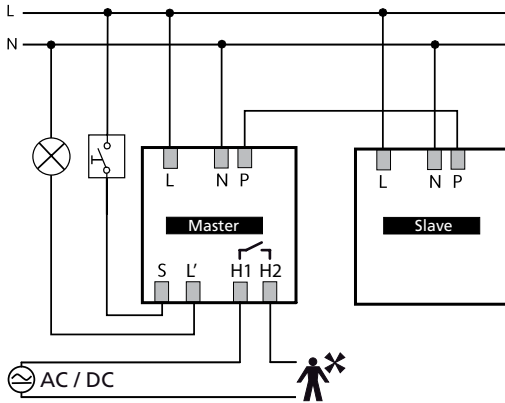 L
N
L N P L N P
Master Slave
S L' H1 H2
AC / DC